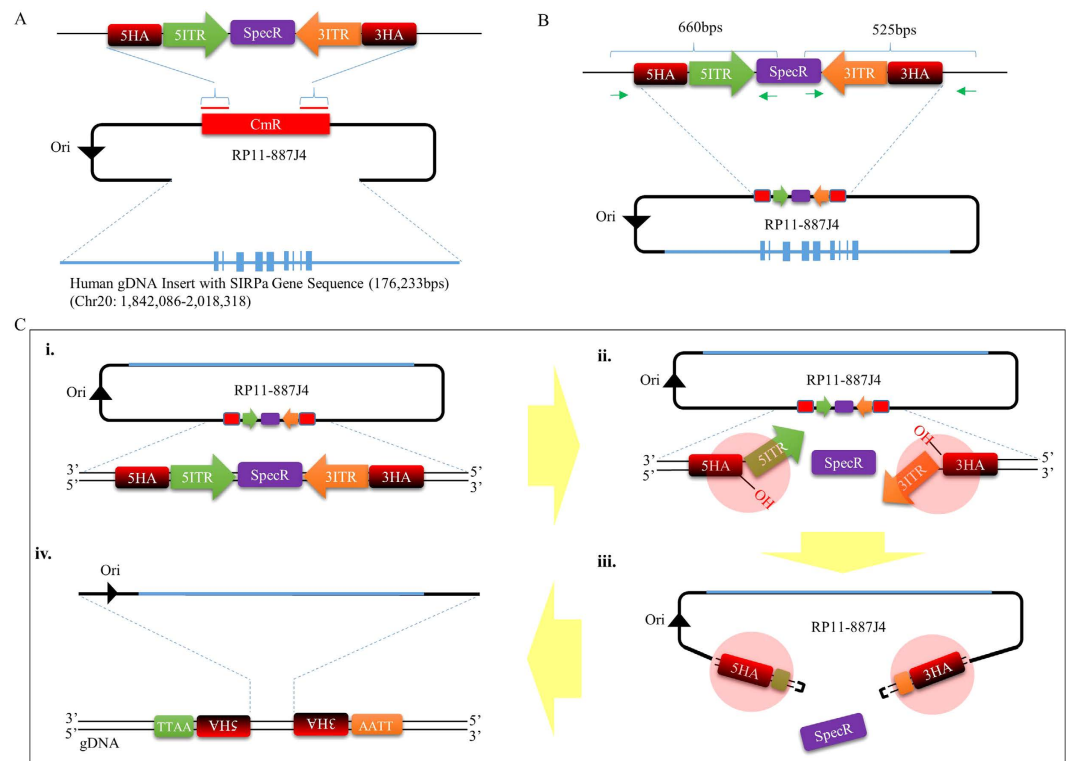 A
5HA 5ITR SpecR 3ITR 3HA
CmR
Ori
RP11-887J4
Human gDNA Insert with SIRPa Gene Sequence (176,233bps)
(Chr20: 1,842,086-2,018,318)
B
660bps 525bps
5HA 5ITR SpecR 3ITR 3HA
RP11-887J4
Ori
C
i.
Ori
RP11-887J4
3’ 5’
5’ 3’
5HA 5ITR SpecR 3ITR 3HA
ii.
Ori
RP11-887J4
3’ 5’
5’ 3’
5HA 5ITR SpecR 3ITR 3HA
OH
OH
iii.
Ori
RP11-887J4
5HA 3HA
SpecR
iv.
Ori
3’ 5’
5’ 3’
TTAA 5HA 3HA AATT
gDNA